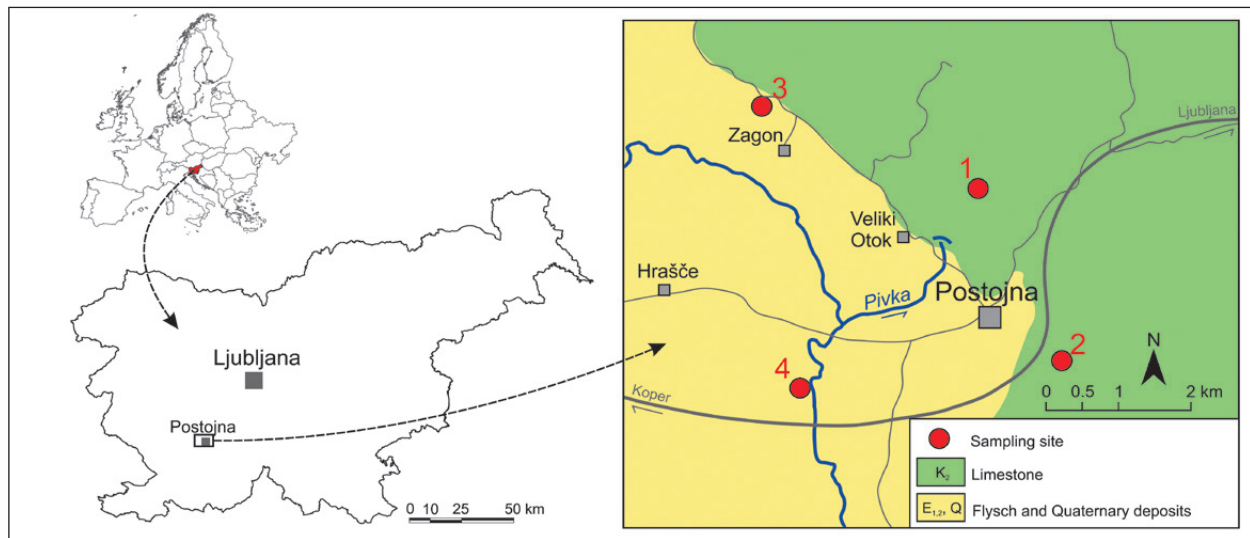 Ljubljana
Postojna
0 10 25 50 km
3
Zagon
Ljubljana
1
Veliki
Otok
Hrašče
Pivka
Postojna
2
N
4
0 0.5 1 2 km
Koper
Sampling site
K2 Limestone
E1,2, Q Flysch and Quaternary deposits